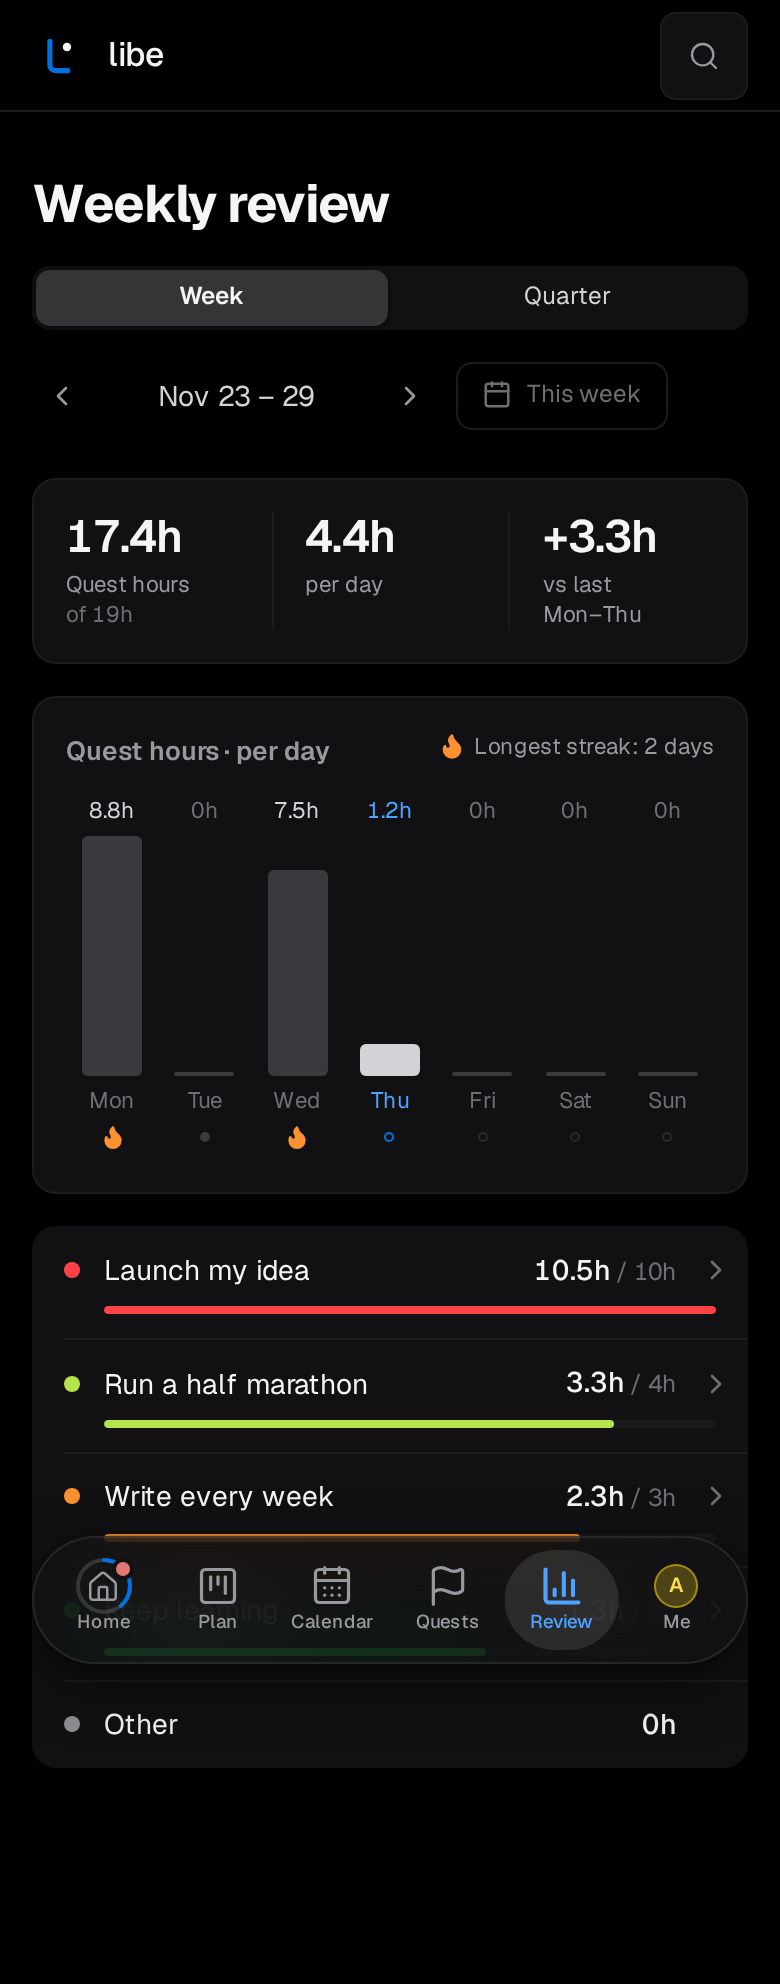 libe
Weekly review
Week Quarter
Nov 23 – 29 This week
17.4h 4.4h +3.3h
Quest hours per day vs last
of 19h Mon–Thu
Quest hours · per day Longest streak: 2 days
8.8h 0h 7.5h 1.2h 0h 0h 0h
Mon Tue Wed Thu Fri Sat Sun
Launch my idea 10.5h / 10h
Run a half marathon 3.3h / 4h
Write every week 2.3h / 3h
learning
A
Home Plan Calendar Quests Review Me
Other 0h